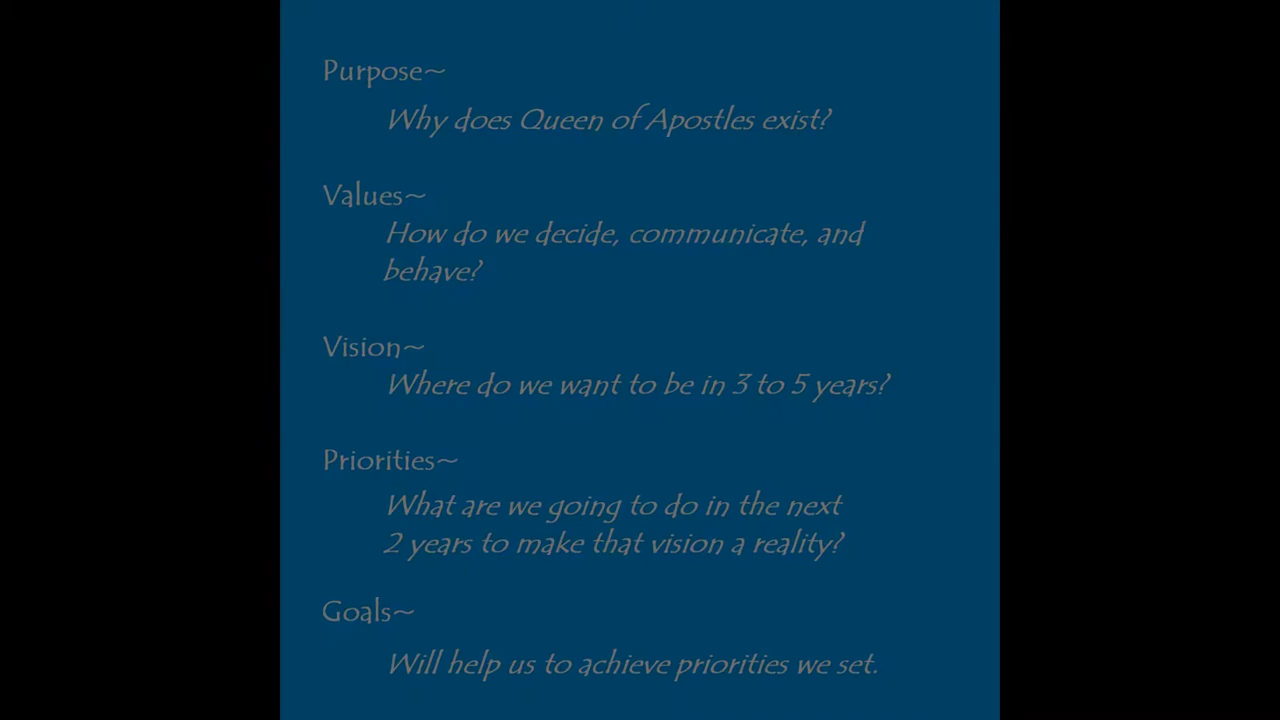 Purpose~
Why does Queen of Apostles exist?
Values~
How do we decide, communicate, and
behave?
Vision~
Where do we want to be in 3 to 5 years?
Priorities~
What are we going to do in the next
2 years to make that vision a reality?
Goals~
Will help us to achieve priorities we set.